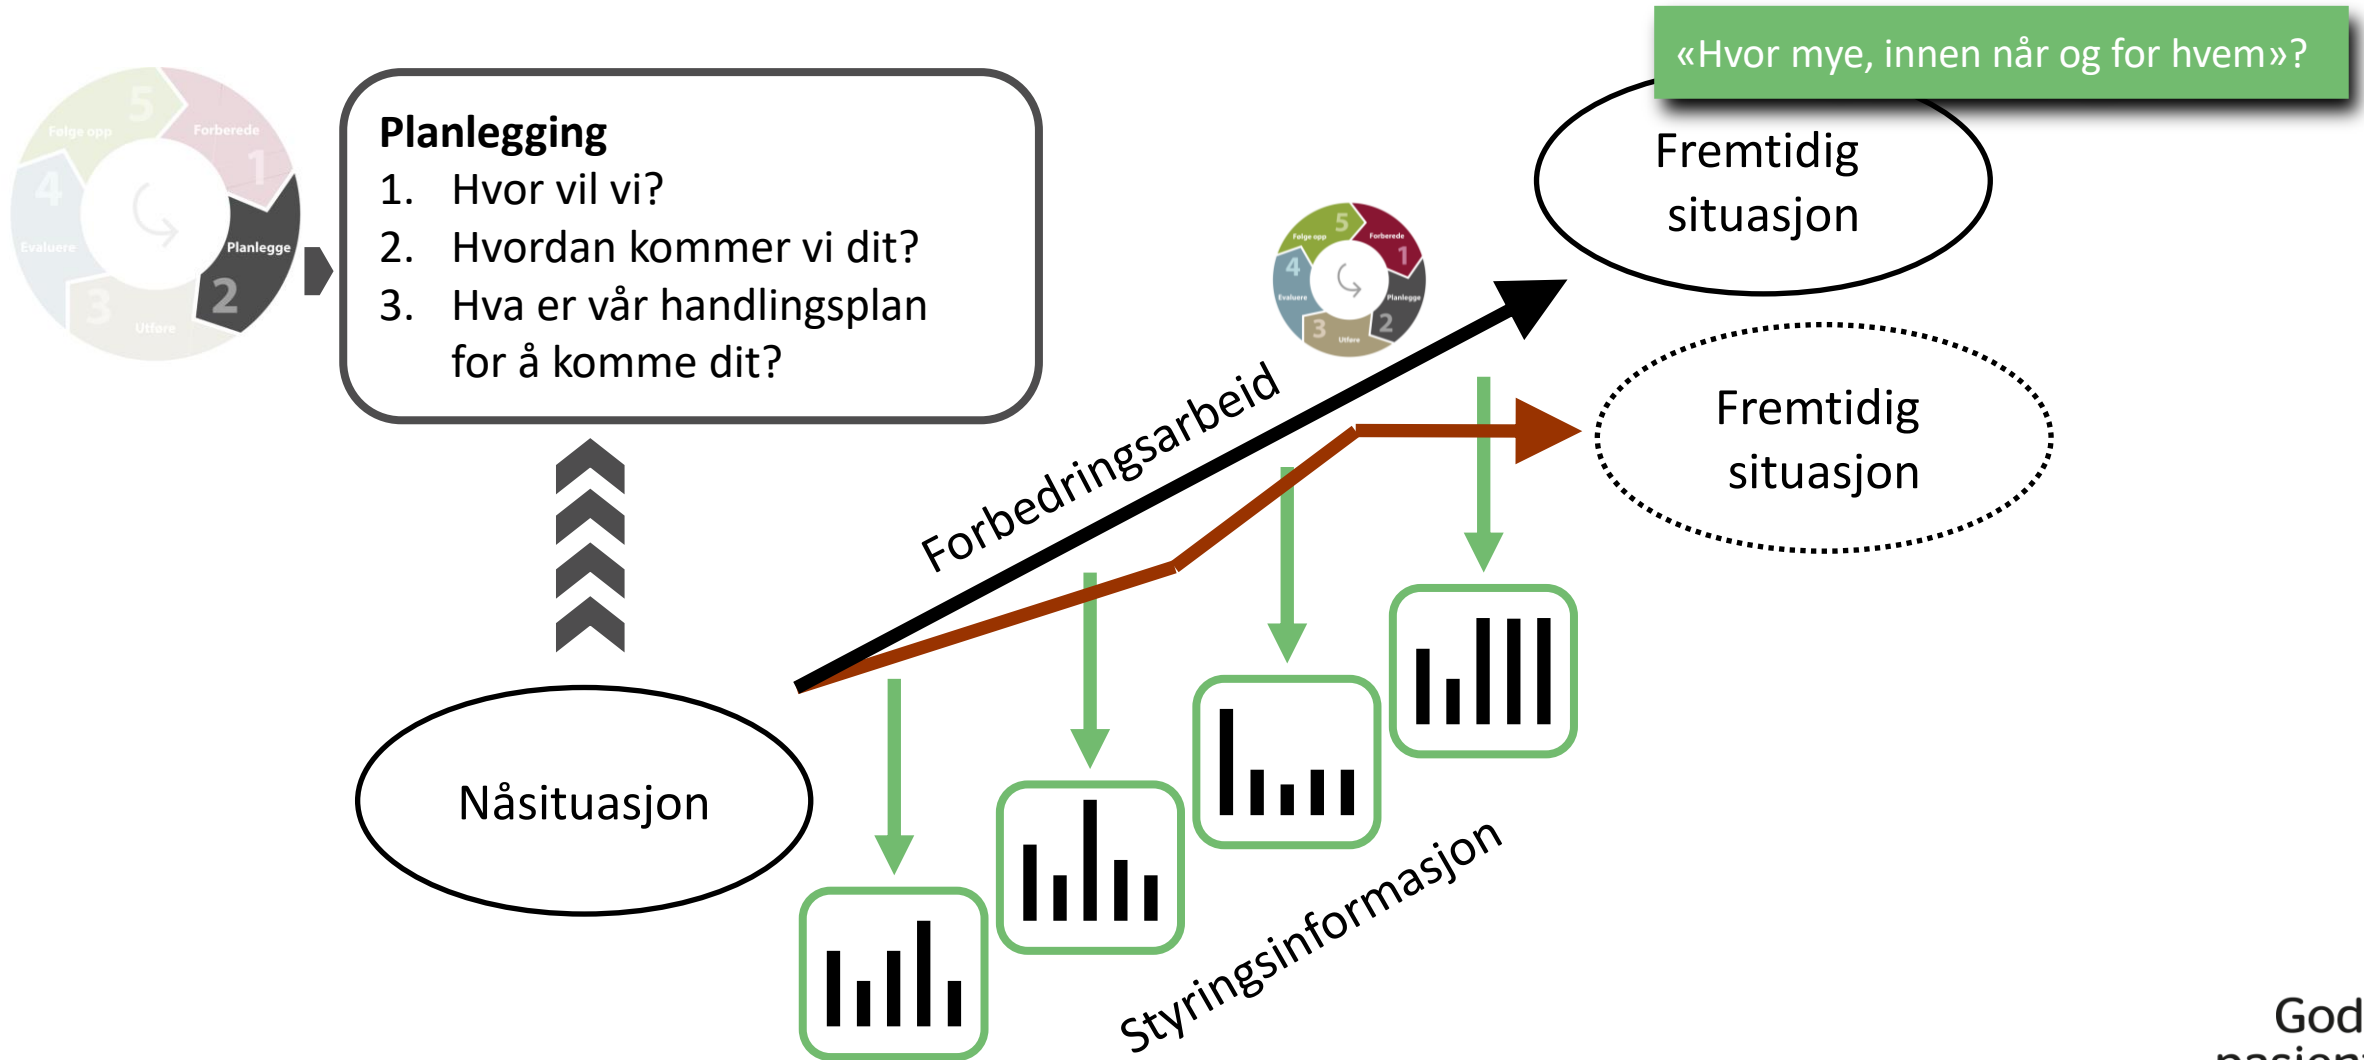 «Hvor mye, innen når og for hvem»?
5
Følge opp
Forberede
1
4
Evaluere
Planlegge
2
3
Utføre
Planlegging
1. Hvor vil vi?
2. Hvordan kommer vi dit?
3. Hva er vår handlingsplan
for å komme dit?
Fremtidig
situasjon
5
Følge opp
Forberede
1
4
Evaluere
Planlegge
2
3
Utføre
Forbedringsarbeid
Fremtidig
situasjon
Nåsituasjon
Styringsinformasjon
God